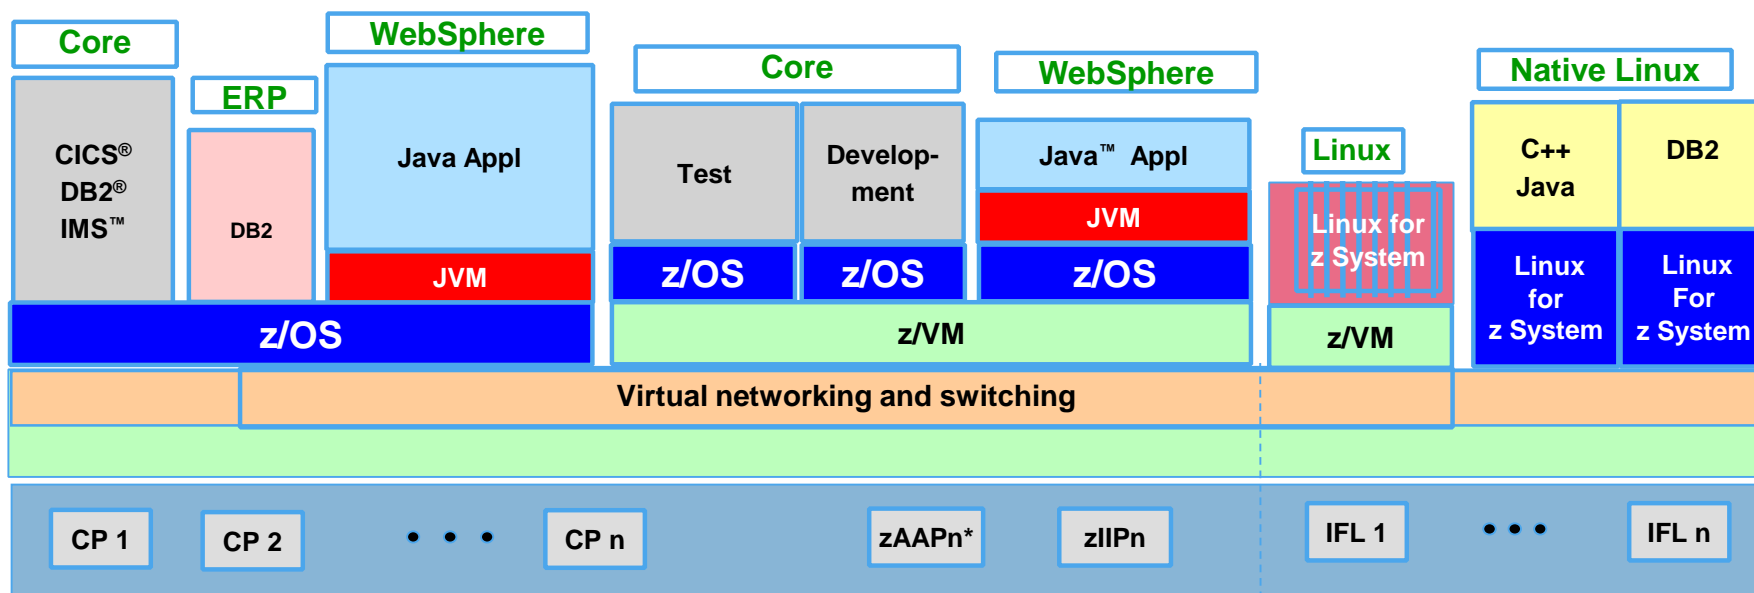 Core
WebSphere
ERP
Core
WebSphere
Linux
Native Linux
CICS®
DB2®
IMS™
DB2
Java Appl
JVM
z/OS
Test
Develop-
ment
z/OS
z/OS
Java™ Appl
JVM
z/OS
z/VM
Linux for
z System
z/VM
C++
Java
DB2
Linux
for
z System
Linux
For
z System
Virtual networking and switching
CP 1
CP 2
• • •
CP n
zAAPn*
zIIPn
IFL 1
• • •
IFL n